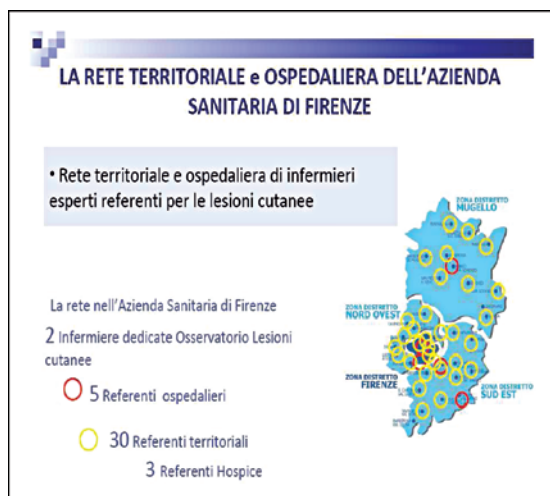 LA RETE TERRITORIALE e OSPEDALIERA DELL'AZIENDA
SANITARIA DI FIRENZE
• Rete territoriale e ospedaliera di infermieri
esperti referenti per le lesioni cutanee
ZONA DISTRETTO
MUGELLO
La rete nell'Azienda Sanitaria di Firenze
2 Infermiere dedicate Osservatorio Lesioni
cutanee
5 Referenti ospedalieri
30 Referenti territoriali
3 Referenti Hospice
ZONA DISTRETTO
NORD OVEST
ZONA DISTRETTO
FIRENZE
ZONA DISTRETTO
SUD EST